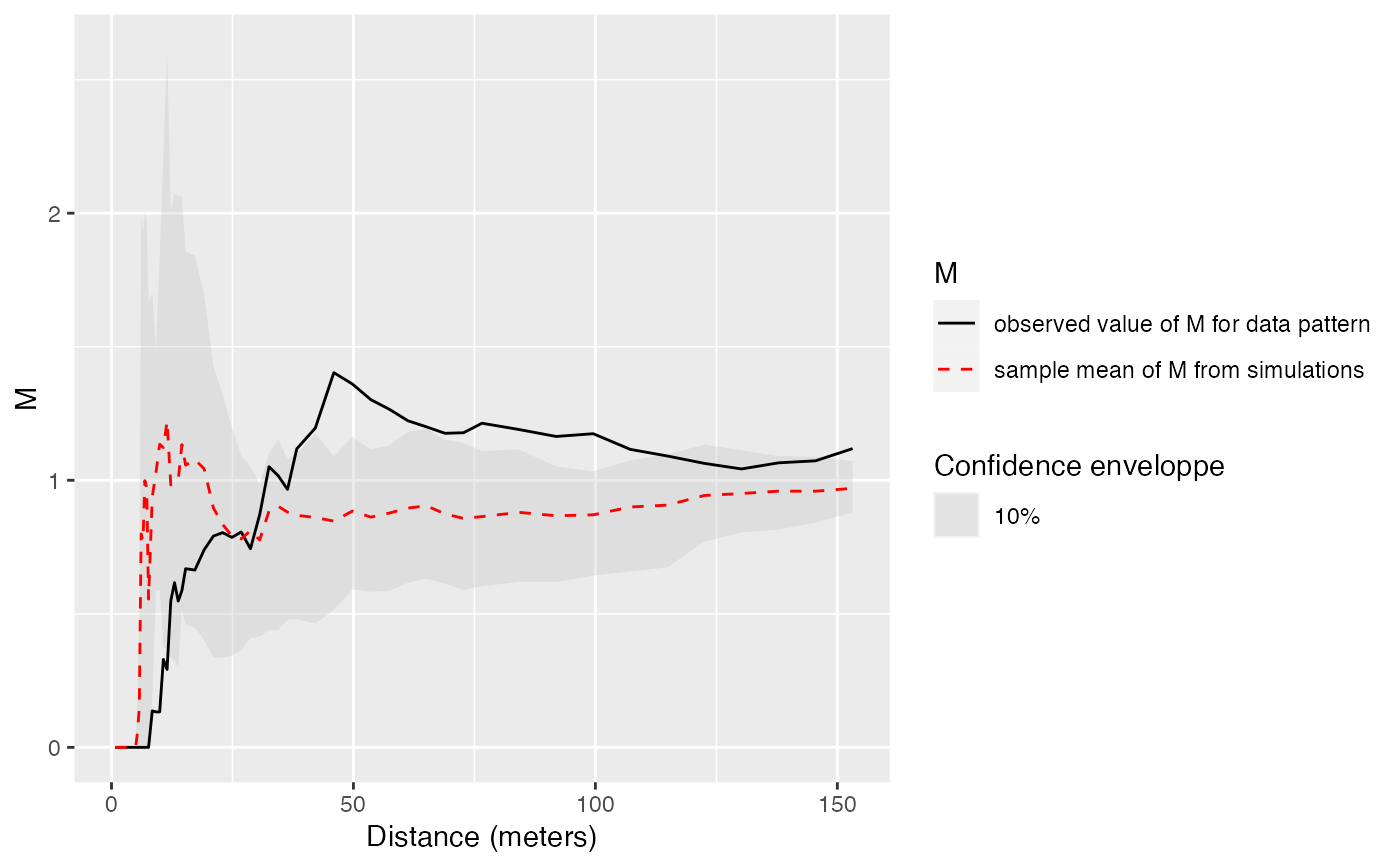 2
1
0
M
0
50
100
150
Distance (meters)
M
observed value of M for data pattern
sample mean of M from simulations
Confidence enveloppe
10%